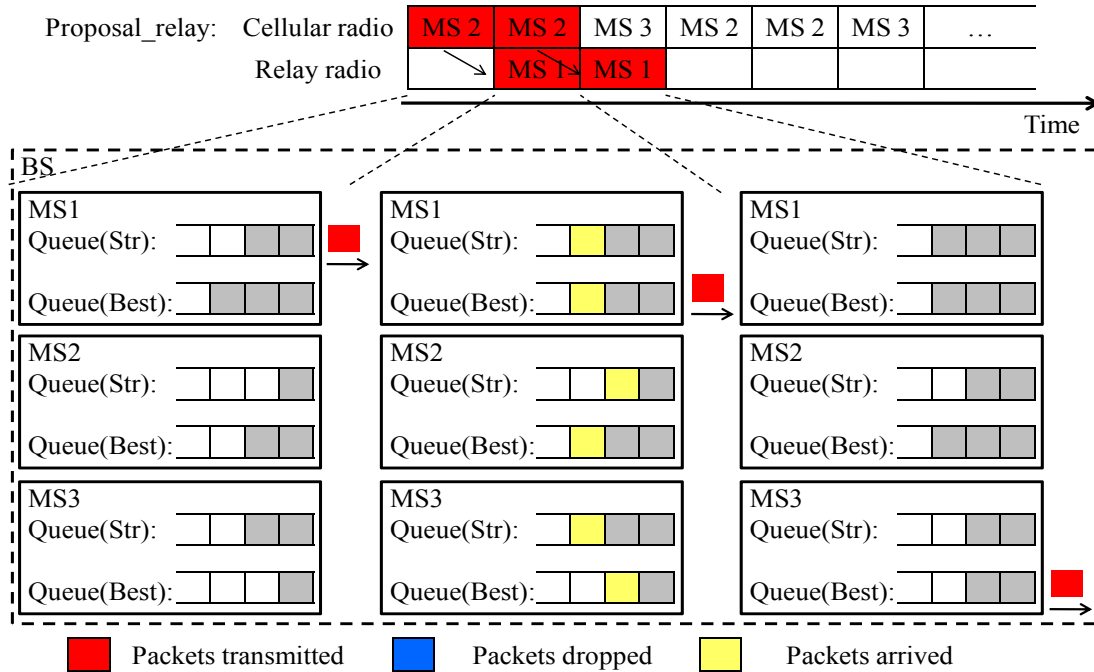 Proposal_relay: Cellular radio MS 2 MS 2 MS 3 MS 2 MS 2 MS 3 …
Relay radio MS 1 MS 1
Time
BS
MS1 MS1 MS1
Queue(Str): Queue(Str): Queue(Str):
Queue(Best): Queue(Best): Queue(Best):
MS2 MS2 MS2
Queue(Str): Queue(Str): Queue(Str):
Queue(Best): Queue(Best): Queue(Best):
MS3 MS3 MS3
Queue(Str): Queue(Str): Queue(Str):
Queue(Best): Queue(Best): Queue(Best):
Packets transmitted Packets dropped Packets arrived